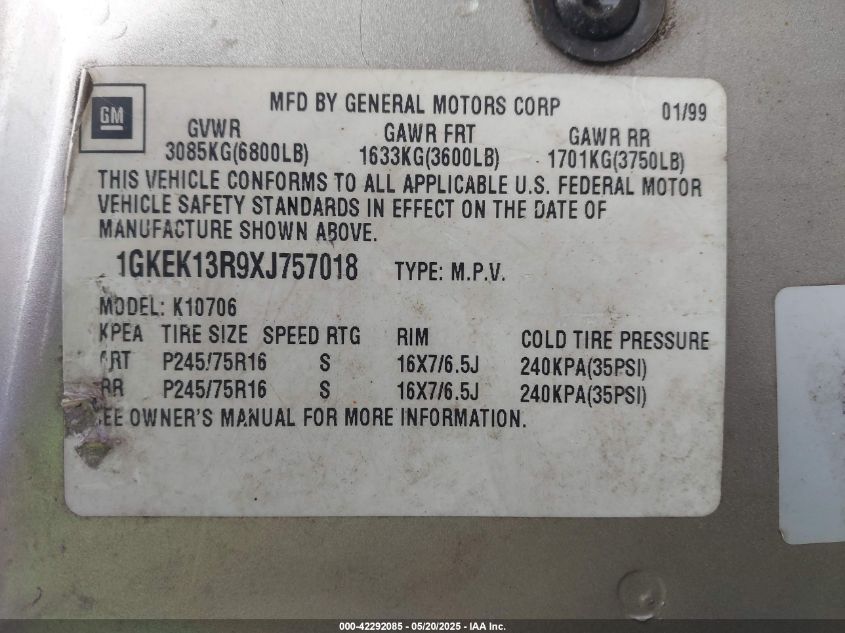 GM
MFD BY GENERAL MOTORS CORP 01/99
GVWR GAWR FRT GAWR RR
3085KG(6800LB) 1633KG(3600LB) 1701KG(3750LB)
THIS VEHICLE CONFORMS TO ALL APPLICABLE U.S. FEDERAL MOTOR
VEHICLE SAFETY STANDARDS IN EFFECT ON THE DATE OF
MANUFACTURE SHOWN ABOVE.
1GKEK13R9XJ757018 TYPE: M.P.V.
MODEL: K10706
KPEA TIRE SIZE SPEED RTG RIM COLD TIRE PRESSURE
FRT P245/75R16 S 16X7/6.5J 240KPA(35PSI)
RR P245/75R16 S 16X7/6.5J 240KPA(35PSI)
EE OWNER'S MANUAL FOR MORE INFORMATION.
000-42292085 - 05/20/2025 - IAA Inc.